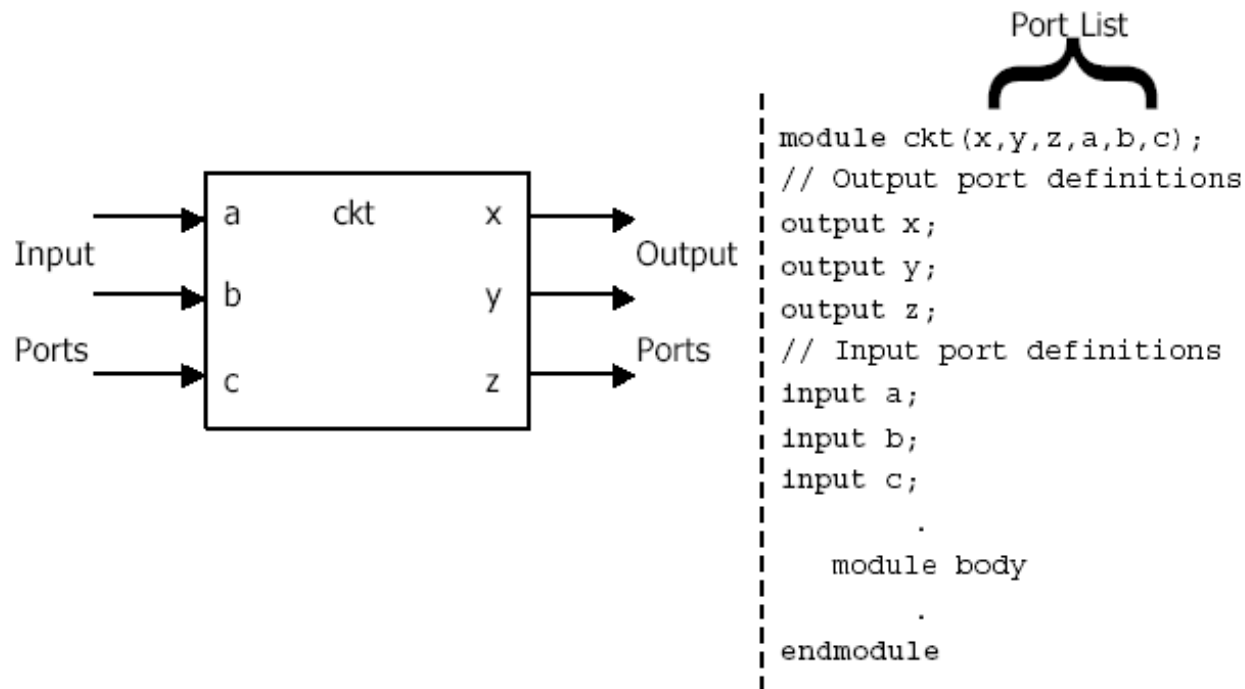 Port List
a ckt x
Input
Output
b y
Ports
Ports
c z
module ckt(x,y,z,a,b,c);
// Output port definitions
output x;
output y;
output z;
// Input port definitions
input a;
input b;
input c;
.
module body
.
endmodule